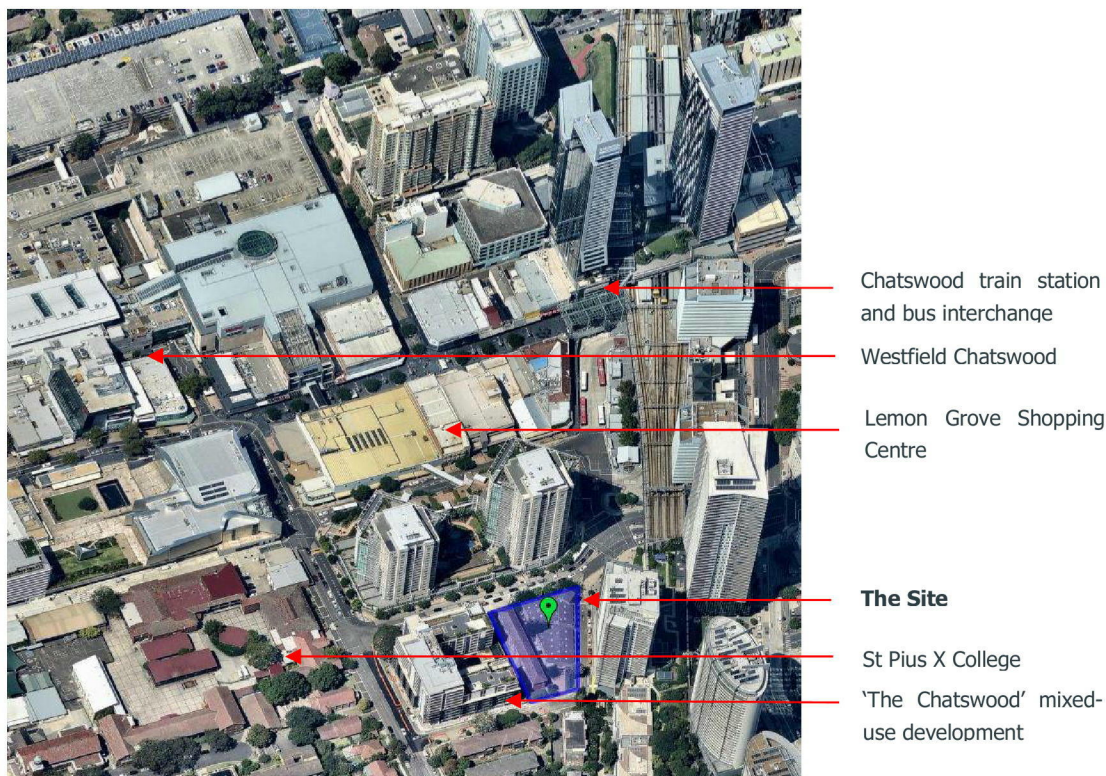 Chatswood train station
and bus interchange
Westfield Chatswood
Lemon Grove Shopping
Centre
The Site
St Pius X College
‘The Chatswood’ mixed-
use development